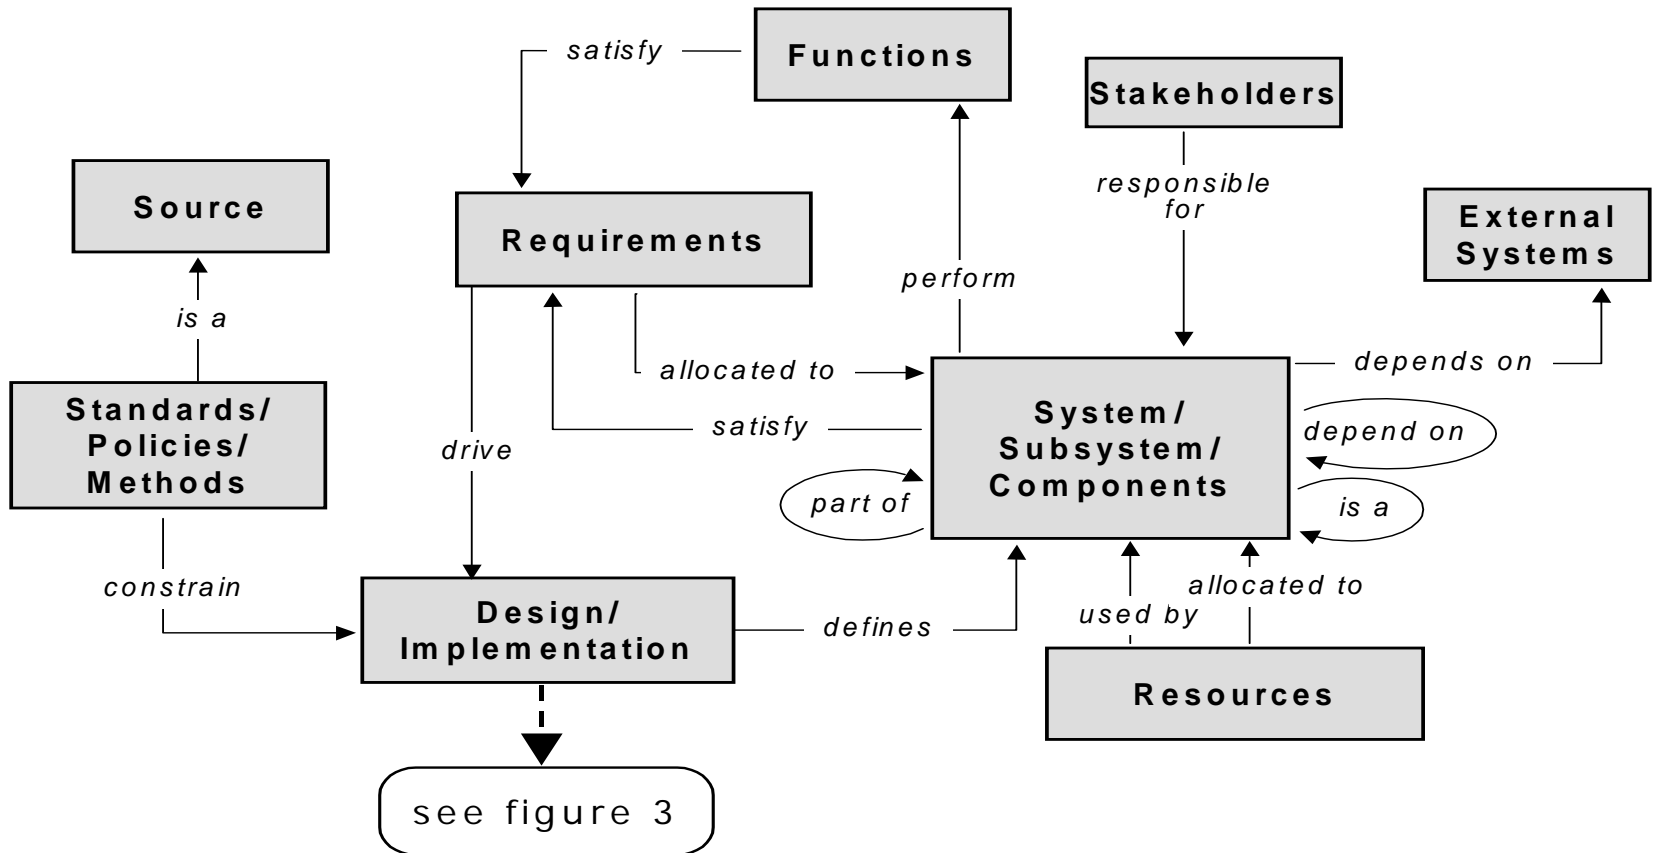 satisfy
Functions
Stakeholders
Source
Requirements
responsible
for
External
Systems
perform
is a
allocated to
depends on
Standards/
Policies/
Methods
System/
Subsystem/
Components
satisfy
drive
depend on
part of
is a
constrain
Design/
Implementation
defines
used by
allocated to
Resources
see figure 3